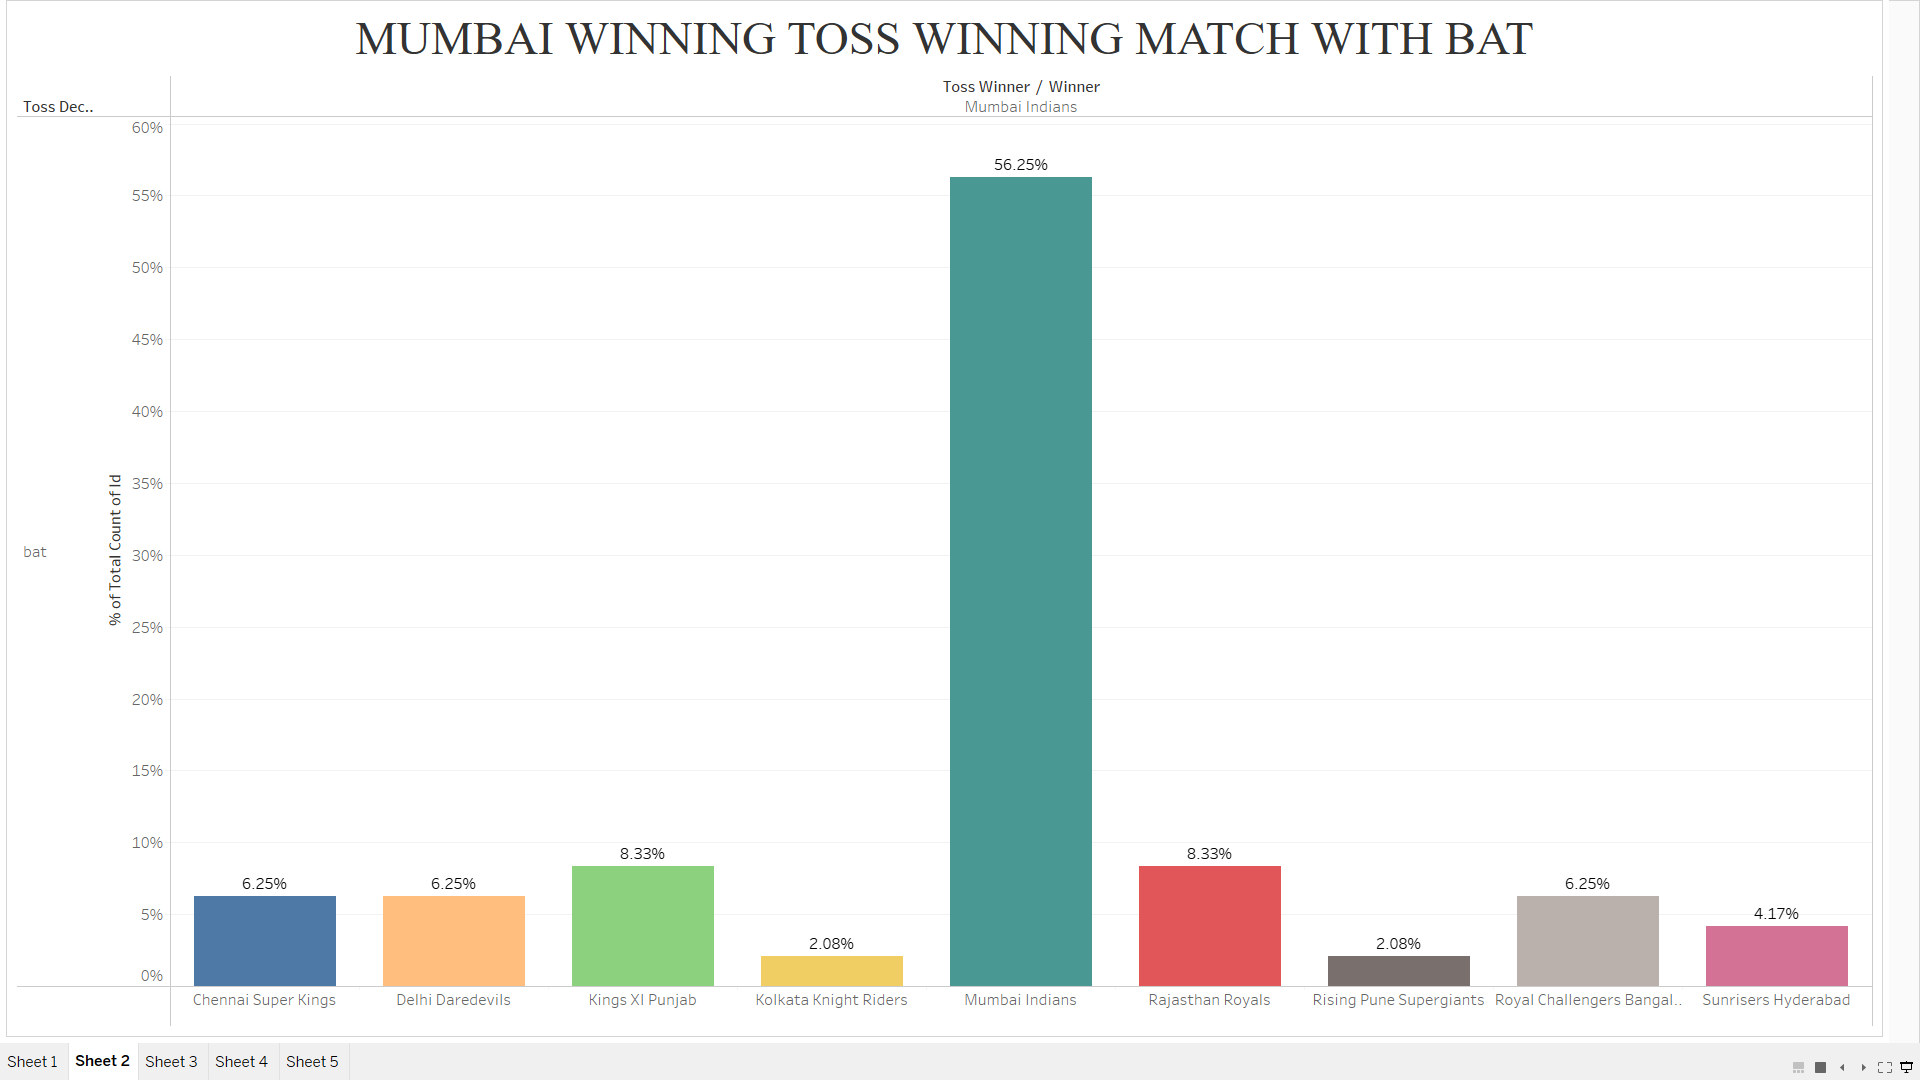 MUMBAI WINNING TOSS WINNING MATCH WITH BAT
Toss Winner / Winner
Toss Dec..
Mumbai Indians
60%
56.25%
55%
50%
45%
40%
35%
% of Total Count of Id
bat
30%
25%
20%
15%
10%
8.33%
8.33%
6.25%
6.25%
6.25%
5%
4.17%
2.08%
2.08%
0%
Chennai Super Kings Delhi Daredevils Kings XI Punjab Kolkata Knight Riders Mumbai Indians Rajasthan Royals Rising Pune Supergiants Royal Challengers Bangal.. Sunrisers Hyderabad
Sheet 1 Sheet 2 Sheet 3 Sheet 4 Sheet 5